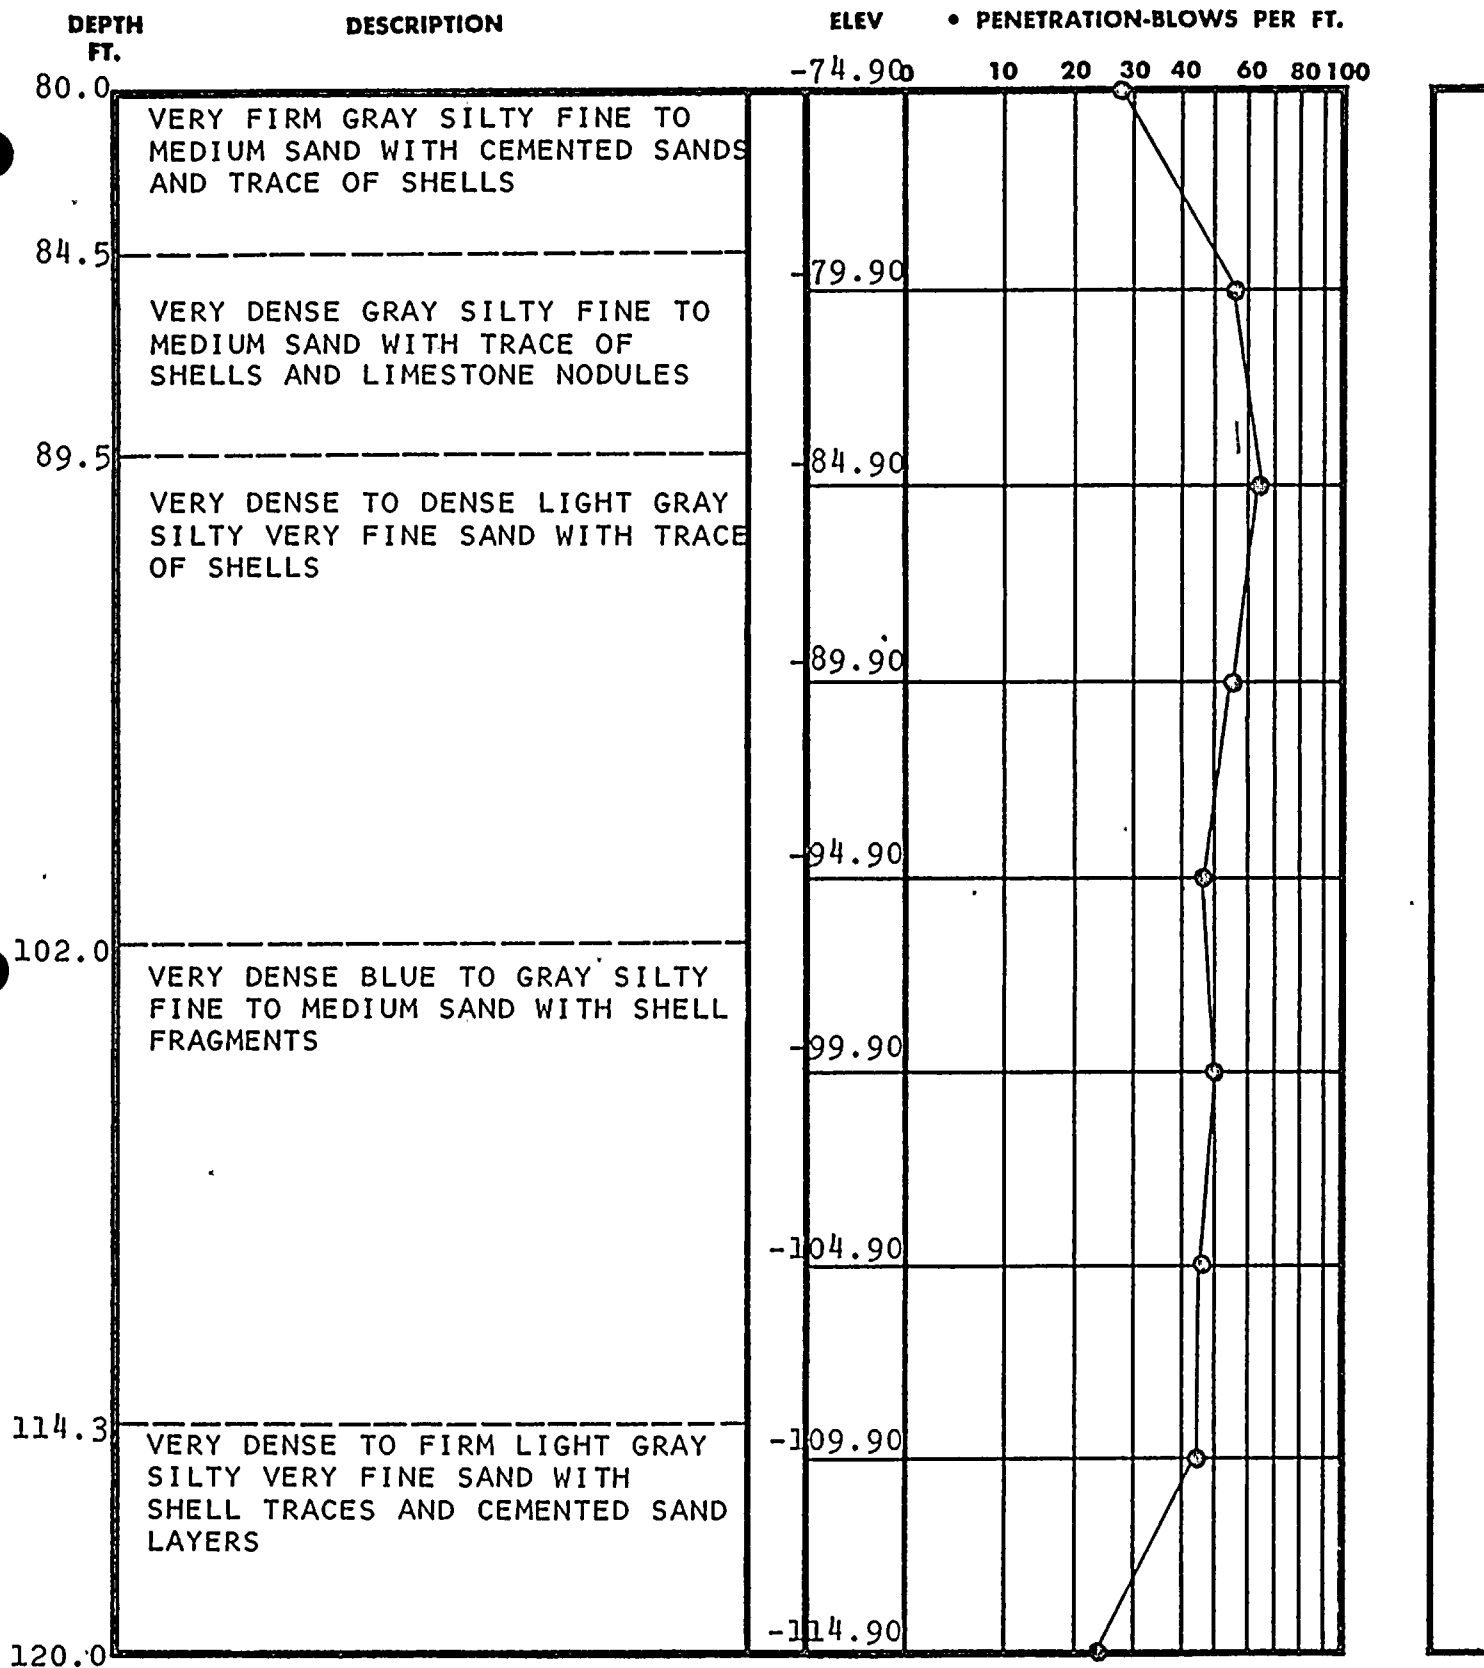 DEPTH FT. DESCRIPTION ELEV • PENETRATION-BLOWS PER FT.
0 10 20 30 40 60 80 100
80.0 -74.90
VERY FIRM GRAY SILTY FINE TO
MEDIUM SAND WITH CEMENTED SANDS
AND TRACE OF SHELLS
84.5
-79.90
VERY DENSE GRAY SILTY FINE TO
MEDIUM SAND WITH TRACE OF
SHELLS AND LIMESTONE NODULES
89.5
-84.90
VERY DENSE TO DENSE LIGHT GRAY
SILTY VERY FINE SAND WITH TRACE
OF SHELLS
-89.90
-94.90
102.0
VERY DENSE BLUE TO GRAY SILTY
FINE TO MEDIUM SAND WITH SHELL
FRAGMENTS
-99.90
-104.90
114.3
VERY DENSE TO FIRM LIGHT GRAY
-109.90
SILTY VERY FINE SAND WITH
SHELL TRACES AND CEMENTED SAND
LAYERS
-114.90
120.0